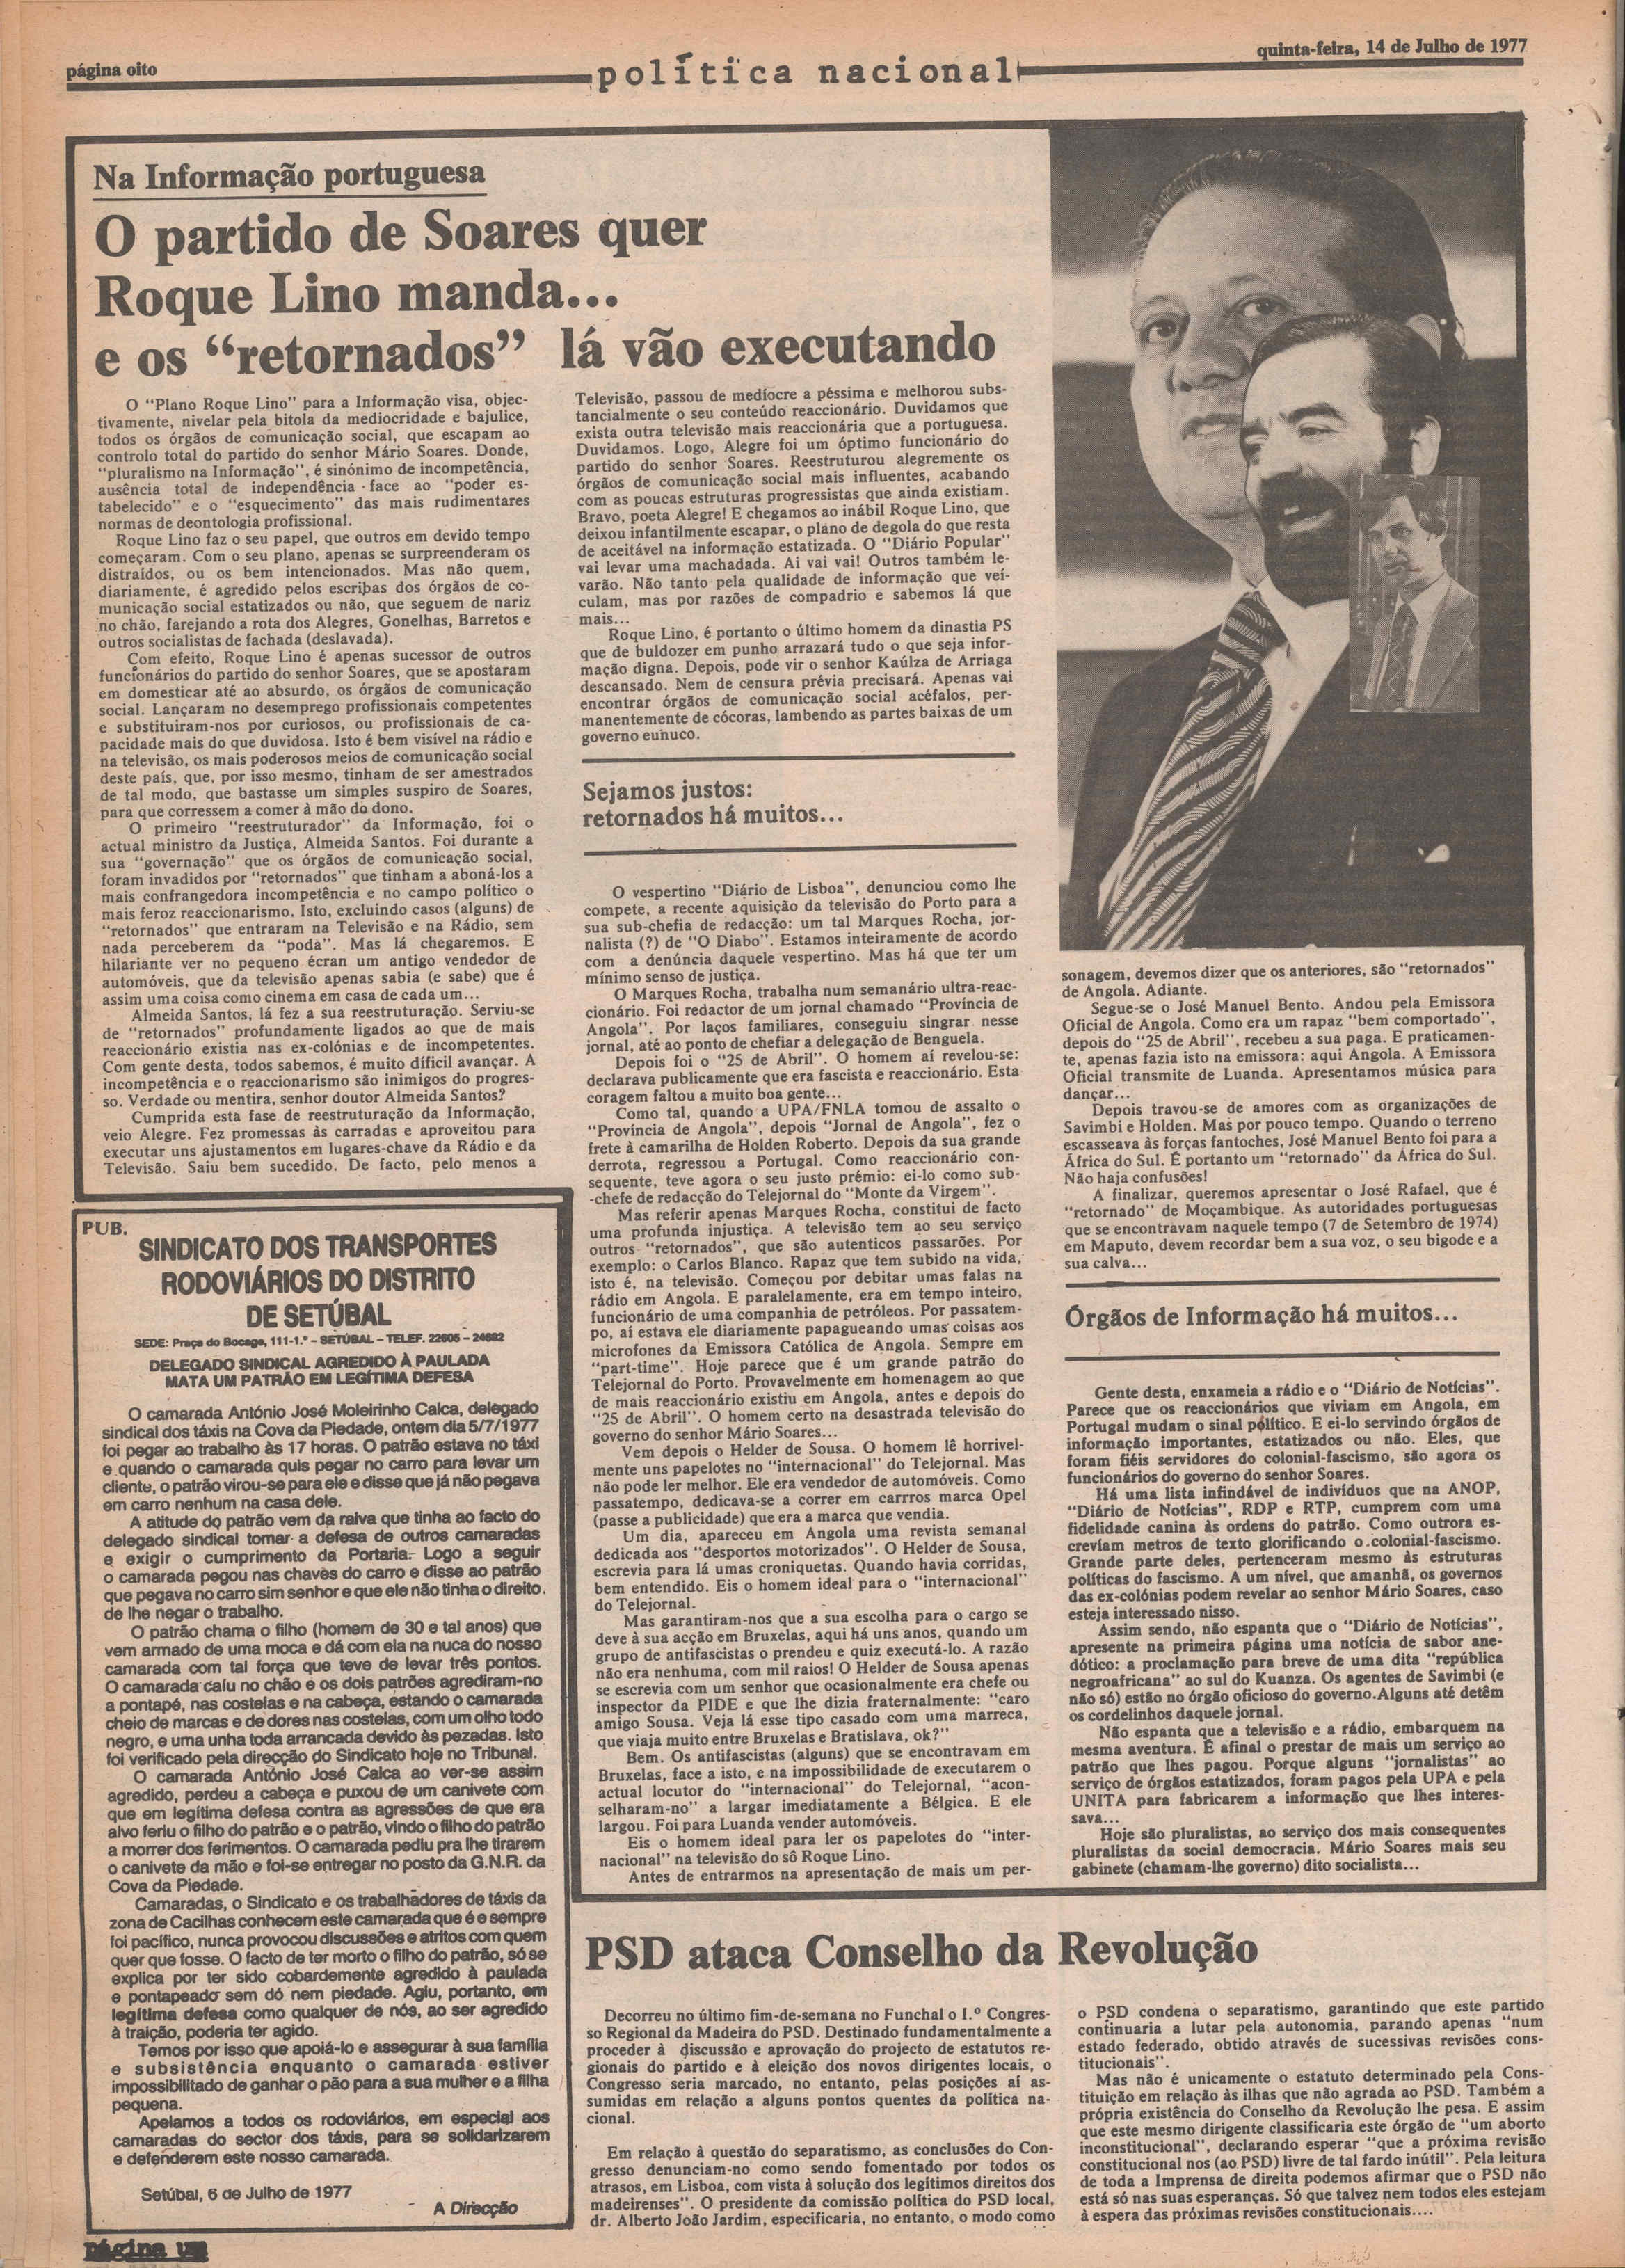 página oito
política nacional
quinta-feira, 14 de Julho de 1977
Na Informação portuguesa
O partido de Soares quer
Roque Lino manda...
e os “retornados” lá vão executando
O “Plano Roque Lino” para a Informação visa, objec-
tivamente, nivelar pela bitola da mediocridade e bajulice,
todos os órgãos de comunicação social, que escapam ao
controlo total do partido do senhor Mário Soares. Donde,
“pluralismo na Informação”, é sinónimo de incompetência,
ausência total de independência face ao “poder es-
tabelecido” e o “esquecimento” das mais rudimentares
normas de deontologia profissional.
Roque Lino faz o seu papel, que outros em devido tempo
começaram. Com o seu plano, apenas se surpreenderam os
distraídos, ou os bem intencionados. Mas não quem,
diariamente, é agredido pelos escribas dos órgãos de co-
municação social estatizados ou não, que seguem de nariz
no chão, farejando a rota dos Alegres, Gonelhas, Barretos e
outros socialistas de fachada (deslavada).
Com efeito, Roque Lino é apenas sucessor de outros
funcionários do partido do senhor Soares, que se apostaram
em domesticar até ao absurdo, os órgãos de comunicação
social. Lançaram no desemprego profissionais competentes
e substituiram-nos por curiosos, ou profissionais de ca-
pacidade mais do que duvidosa. Isto é bem visível na rádio e
na televisão, os mais poderosos meios de comunicação social
deste país, que, por isso mesmo, tinham de ser amestrados
de tal modo, que bastasse um simples suspiro de Soares,
para que corressem a comer à mão do dono.
O primeiro “reestruturador” da Informação, foi o
actual ministro da Justiça, Almeida Santos. Foi durante a
sua “governação” que os órgãos de comunicação social,
foram invadidos por “retornados” que tinham a aboná-los a
mais confrangedora incompetência e no campo político o
mais feroz reaccionarismo. Isto, excluindo casos (alguns) de
“retornados” que entraram na Televisão e na Rádio, sem
nada perceberem da “poda”. Mas lá chegaremos. E
hilariante ver no pequeno écran um antigo vendedor de
automóveis, que da televisão apenas sabia (e sabe) que é
assim uma coisa como cinema em casa de cada um...
Almeida Santos, lá fez a sua reestruturação. Serviu-se
de “retornados” profundamente ligados ao que de mais
reaccionário existia nas ex-colónias e de incompetentes.
Com gente desta, todos sabemos, é muito díficil avançar. A
incompetência e o reaccionarismo são inimigos do progres-
so. Verdade ou mentira, senhor doutor Almeida Santos?
Cumprida esta fase de reestruturação da Informação,
veio Alegre. Fez promessas às carradas e aproveitou para
executar uns ajustamentos em lugares-chave da Rádio e da
Televisão. Saiu bem sucedido. De facto, pelo menos a
Televisão, passou de medíocre a péssima e melhorou subs-
tancialmente o seu conteúdo reaccionário. Duvidamos que
exista outra televisão mais reaccionária que a portuguesa.
Duvidamos. Logo, Alegre foi um óptimo funcionário do
partido do senhor Soares. Reestruturou alegremente os
órgãos de comunicação social mais influentes, acabando
com as poucas estruturas progressistas que ainda existiam.
Bravo, poeta Alegre! E chegamos ao inábil Roque Lino, que
deixou infantilmente escapar, o plano de degola do que resta
de aceitável na informação estatizada. O “Diário Popular”
vai levar uma machadada. Ai vai vai! Outros também le-
varão. Não tanto pela qualidade de informação que veí-
culam, mas por razões de compadrio e sabemos lá que
mais...
Roque Lino, é portanto o último homem da dinastia PS
que de buldozer em punho arrazará tudo o que seja infor-
mação digna. Depois, pode vir o senhor Kaúlza de Arriaga
descansado. Nem de censura prévia precisará. Apenas vai
encontrar órgãos de comunicação social acéfalos, per-
manentemente de cócoras, lambendo as partes baixas de um
governo eunuco.
Sejamos justos:
retornados há muitos...
O vespertino “Diário de Lisboa”, denunciou como lhe
compete, a recente aquisição da televisão do Porto para a
sua sub-chefia de redacção: um tal Marques Rocha, jor-
nalista (?) de “O Diabo”. Estamos inteiramente de acordo
com a denúncia daquele vespertino. Mas há que ter um
mínimo senso de justiça.
O Marques Rocha, trabalha num semanário ultra-reac-
cionário. Foi redactor de um jornal chamado “Província de
Angola”. Por laços familiares, conseguiu singrar nesse
jornal, até ao ponto de chefiar a delegação de Benguela.
Depois foi o “25 de Abril”. O homem aí revelou-se:
declarava publicamente que era fascista e reaccionário. Esta
coragem faltou a muito boa gente...
Como tal, quando a UPA/FNLA tomou de assalto o
“Província de Angola”, depois “Jornal de Angola”, fez o
frete à camarilha de Holden Roberto. Depois da sua grande
derrota, regressou a Portugal. Como reaccionário con-
sequente, teve agora o seu justo prémio: ei-lo como sub-
-chefe de redacção do Telejornal do “Monte da Virgem”.
Mas referir apenas Marques Rocha, constitui de facto
uma profunda injustiça. A televisão tem ao seu serviço
outros “retornados”, que são autenticos passarões. Por
exemplo: o Carlos Blanco. Rapaz que tem subido na vida,
isto é, na televisão. Começou por debitar umas falas na
rádio em Angola. E paralelamente, era em tempo inteiro,
funcionário de uma companhia de petróleos. Por passatem-
po, aí estava ele diariamente papagueando umas coisas aos
microfones da Emissora Católica de Angola. Sempre em
“part-time”. Hoje parece que é um grande patrão do
Telejornal do Porto. Provavelmente em homenagem ao que
de mais reaccionário existiu em Angola, antes e depois do
“25 de Abril”. O homem certo na desastrada televisão do
governo do senhor Mário Soares...
Vem depois o Helder de Sousa. O homem lê horrivel-
mente uns papelotes no “internacional” do Telejornal. Mas
não pode ler melhor. Ele era vendedor de automóveis. Como
passatempo, dedicava-se a correr em carrros marca Opel
(passe a publicidade) que era a marca que vendia.
Um dia, apareceu em Angola uma revista semanal
dedicada aos “desportos motorizados”. O Helder de Sousa,
escrevia para lá umas croniquetas. Quando havia corridas,
bem entendido. Eis o homem ideal para o “internacional”
do Telejornal.
Mas garantiram-nos que a sua escolha para o cargo se
deve à sua acção em Bruxelas, aqui há uns anos, quando um
grupo de antifascistas o prendeu e quiz executá-lo. A razão
não era nenhuma, com mil raios! O Helder de Sousa apenas
se escrevia com um senhor que ocasionalmente era chefe ou
inspector da PIDE e que lhe dizia fraternalmente: “caro
amigo Sousa. Veja lá esse tipo casado com uma marreca,
que viaja muito entre Bruxelas e Bratislava, ok?”
Bem. Os antifascistas (alguns) que se encontravam em
Bruxelas, face a isto, e na impossibilidade de executarem o
actual locutor do “internacional” do Telejornal, “acon-
selharam-no” a largar imediatamente a Bélgica. E ele
largou. Foi para Luanda vender automóveis.
Eis o homem ideal para ler os papelotes do “inter-
nacional” na televisão do sô Roque Lino.
Antes de entrarmos na apresentação de mais um per-
sonagem, devemos dizer que os anteriores, são “retornados”
de Angola. Adiante.
Segue-se o José Manuel Bento. Andou pela Emissora
Oficial de Angola. Como era um rapaz “bem comportado”,
depois do “25 de Abril”, recebeu a sua paga. E praticamen-
te, apenas fazia isto na emissora: aqui Angola. A Emissora
Oficial transmite de Luanda. Apresentamos música para
dançar...
Depois travou-se de amores com as organizações de
Savimbi e Holden. Mas por pouco tempo. Quando o terreno
escasseava às forças fantoches, José Manuel Bento foi para a
África do Sul. É portanto um “retornado” da África do Sul.
Não haja confusões!
A finalizar, queremos apresentar o José Rafael, que é
“retornado” de Moçambique. As autoridades portuguesas
que se encontravam naquele tempo (7 de Setembro de 1974)
em Maputo, devem recordar bem a sua voz, o seu bigode e a
sua calva...
Órgãos de Informação há muitos...
Gente desta, enxameia a rádio e o “Diário de Notícias”.
Parece que os reaccionários que viviam em Angola, em
Portugal mudam o sinal político. E ei-lo servindo órgãos de
informação importantes, estatizados ou não. Eles, que
foram fiéis servidores do colonial-fascismo, são agora os
funcionários do governo do senhor Soares.
Há uma lista infindável de indivíduos que na ANOP,
“Diário de Notícias”, RDP e RTP, cumprem com uma
fidelidade canina às ordens do patrão. Como outrora es-
creviam metros de texto glorificando o colonial-fascismo.
Grande parte deles, pertenceram mesmo às estruturas
políticas do fascismo. A um nível, que amanhã, os governos
das ex-colónias podem revelar ao senhor Mário Soares, caso
esteja interessado nisso.
Assim sendo, não espanta que o “Diário de Notícias”,
apresente na primeira página uma notícia de sabor ane-
dótico: a proclamação para breve de uma dita “república
negroafricana” ao sul do Kuanza. Os agentes de Savimbi (e
não só) estão no órgão oficioso do governo.Alguns até detêm
os cordelinhos daquele jornal.
Não espanta que a televisão e a rádio, embarquem na
mesma aventura. É afinal o prestar de mais um serviço ao
patrão que lhes pagou. Porque alguns “jornalistas” ao
serviço de órgãos estatizados, foram pagos pela UPA e pela
UNITA para fabricarem a informação que lhes interes-
sava...
Hoje são pluralistas, ao serviço dos mais consequentes
pluralistas da social democracia. Mário Soares mais seu
gabinete (chamam-lhe governo) dito socialista...
PUB.
SINDICATO DOS TRANSPORTES
RODOVIÁRIOS DO DISTRITO
DE SETÚBAL
SEDE: Praça do Bocage, 111-1.º – SETÚBAL – TELEF. 22605 – 24682
DELEGADO SINDICAL AGREDIDO À PAULADA
MATA UM PATRÃO EM LEGÍTIMA DEFESA
O camarada António José Moleirinho Calca, delegado
sindical dos táxis na Cova da Piedade, ontem dia 5/7/1977
foi pegar ao trabalho às 17 horas. O patrão estava no táxi
e quando o camarada quis pegar no carro para levar um
cliente, o patrão virou-se para ele e disse que já não pegava
em carro nenhum na casa dele.
A atitude do patrão vem da raiva que tinha ao facto do
delegado sindical tomar a defesa de outros camaradas
e exigir o cumprimento da Portaria. Logo a seguir
o camarada pegou nas chaves do carro e disse ao patrão
que pegava no carro sim senhor e que ele não tinha o direito
de lhe negar o trabalho.
O patrão chama o filho (homem de 30 e tal anos) que
vem armado de uma moca e dá com ela na nuca do nosso
camarada com tal força que teve de levar três pontos.
O camarada caíu no chão e os dois patrões agrediram-no
a pontapé, nas costelas e na cabeça, estando o camarada
cheio de marcas e de dores nas costelas, com um olho todo
negro, e uma unha toda arrancada devido às pezadas. Isto
foi verificado pela direcção do Sindicato hoje no Tribunal.
O camarada António José Calca ao ver-se assim
agredido, perdeu a cabeça e puxou de um canivete com
que em legítima defesa contra as agressões de que era
alvo feriu o filho do patrão e o patrão, vindo o filho do patrão
a morrer dos ferimentos. O camarada pediu pra lhe tirarem
o canivete da mão e foi-se entregar no posto da G.N.R. da
Cova da Piedade.
Camaradas, o Sindicato e os trabalhadores de táxis da
zona de Cacilhas conhecem este camarada que é e sempre
foi pacífico, nunca provocou discussões e atritos com quem
quer que fosse. O facto de ter morto o filho do patrão, só se
explica por ter sido cobardemente agredido à paulada
e pontapeado sem dó nem piedade. Agiu, portanto, em
legítima defesa como qualquer de nós, ao ser agredido
à traição, poderia ter agido.
Temos por isso que apoiá-lo e assegurar à sua família
e subsistência enquanto o camarada estiver
impossibilitado de ganhar o pão para a sua mulher e a filha
pequena.
Apelamos a todos os rodoviários, em especial aos
camaradas do sector dos táxis, para se solidarizarem
e defenderem este nosso camarada.
Setúbal, 6 de Julho de 1977
A Direcção
PSD ataca Conselho da Revolução
Decorreu no último fim-de-semana no Funchal o I.º Congres-
so Regional da Madeira do PSD. Destinado fundamentalmente a
proceder à discussão e aprovação do projecto de estatutos re-
gionais do partido e à eleição dos novos dirigentes locais, o
Congresso seria marcado, no entanto, pelas posições aí as-
sumidas em relação a alguns pontos quentes da política na-
cional.
Em relação à questão do separatismo, as conclusões do Con-
gresso denunciam-no como sendo fomentado por todos os
atrasos, em Lisboa, com vista à solução dos legítimos direitos dos
madeirenses”. O presidente da comissão política do PSD local,
dr. Alberto João Jardim, especificaria, no entanto, o modo como
o PSD condena o separatismo, garantindo que este partido
continuaria a lutar pela autonomia, parando apenas “num
estado federado, obtido através de sucessivas revisões cons-
titucionais”.
Mas não é unicamente o estatuto determinado pela Cons-
tituição em relação às ilhas que não agrada ao PSD. Também a
própria existência do Conselho da Revolução lhe pesa. E assim
que este mesmo dirigente classificaria este órgão de “um aborto
inconstitucional”, declarando esperar “que a próxima revisão
constitucional nos (ao PSD) livre de tal fardo inútil”. Pela leitura
de toda a Imprensa de direita podemos afirmar que o PSD não
está só nas suas esperanças. Só que talvez nem todos eles estejam
à espera das próximas revisões constitucionais....
página um